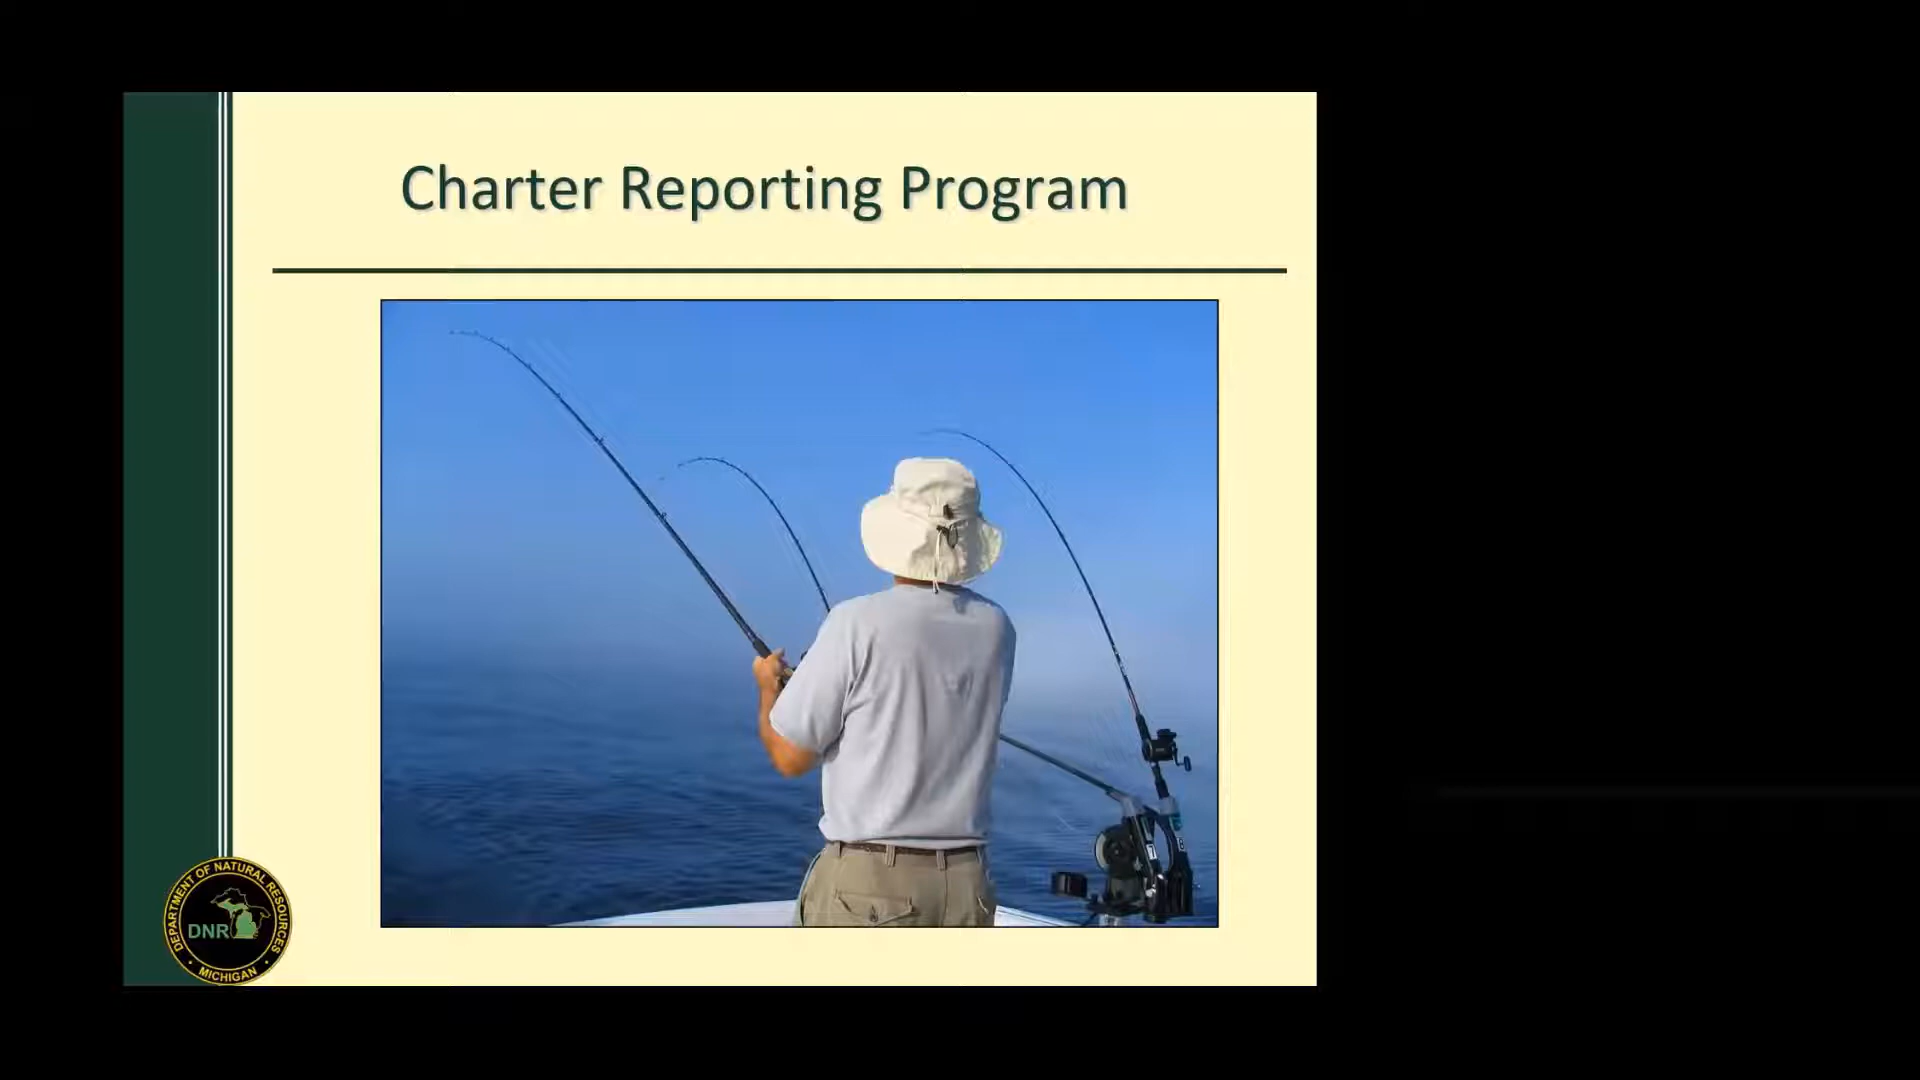 Charter Reporting Program
DEPARTMENT OF NATURAL RESOURCES
DNR
• MICHIGAN •